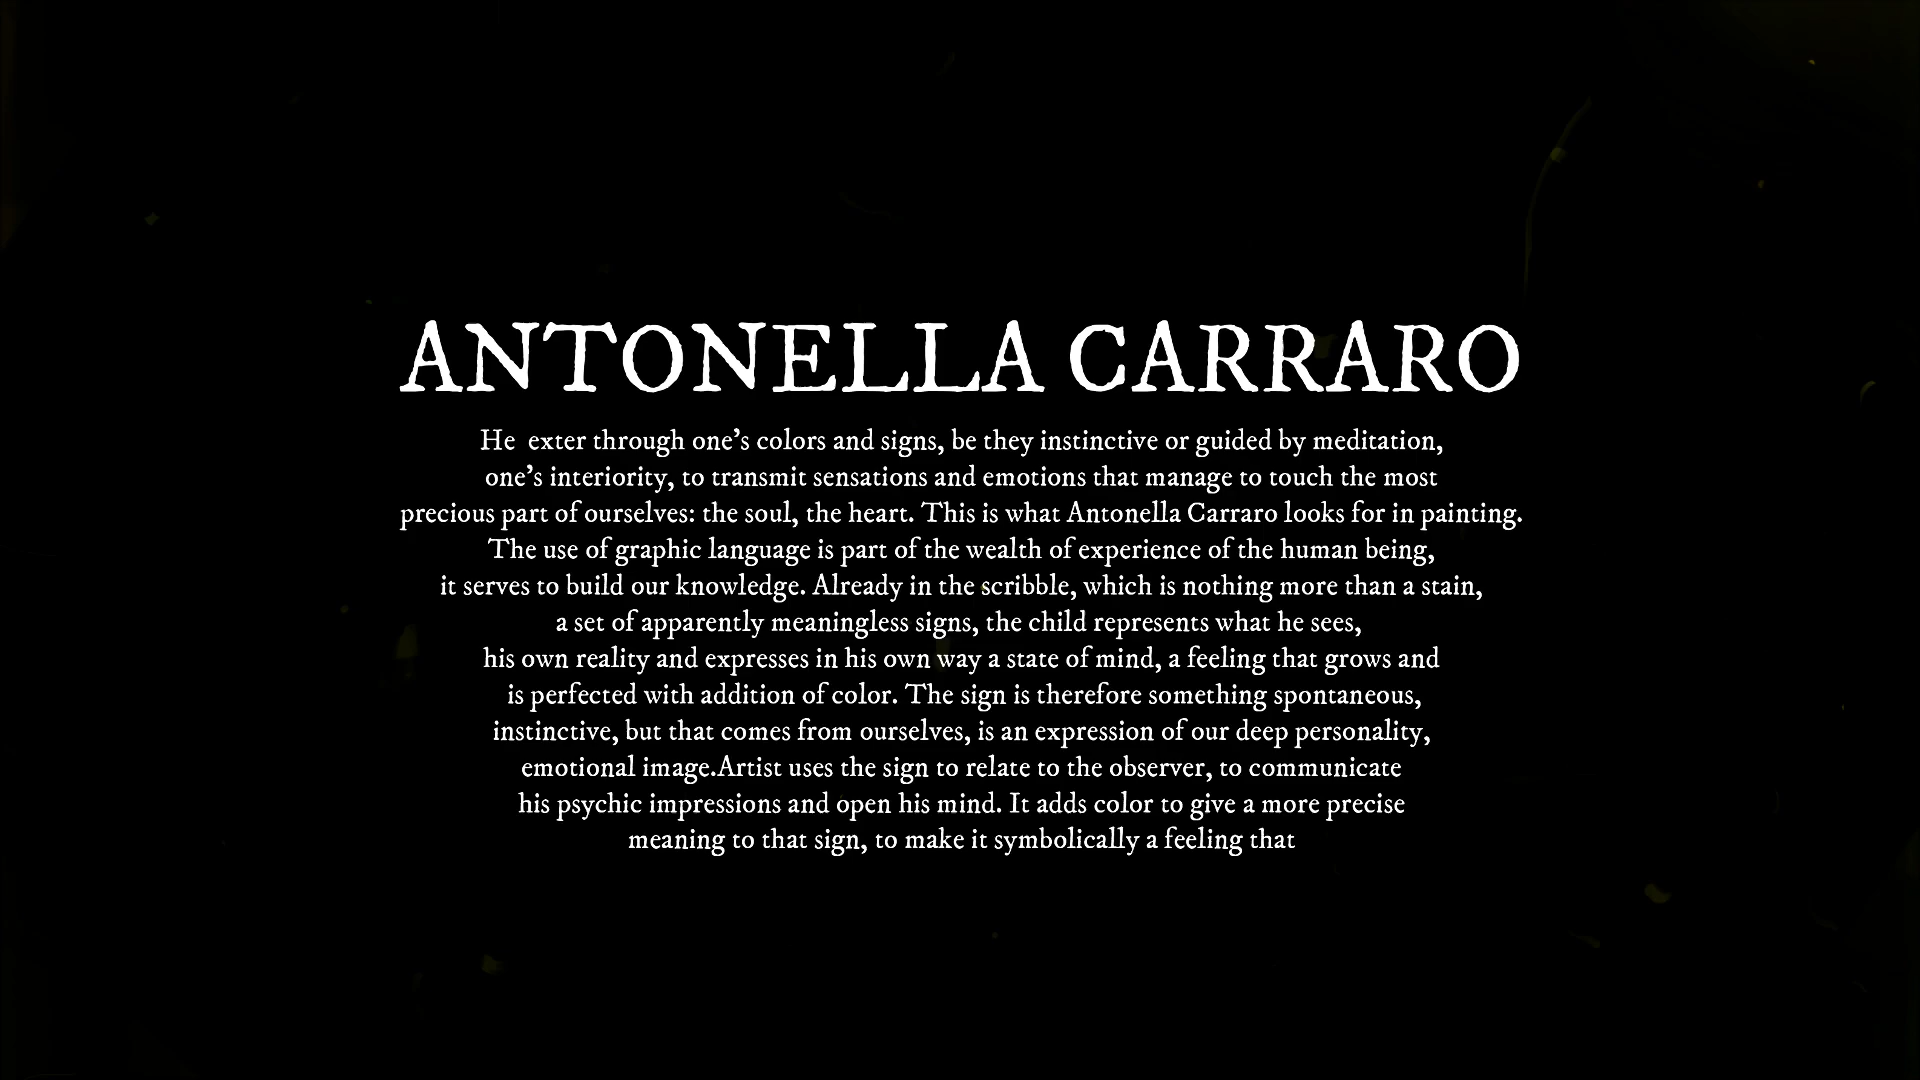 ANTONELLA CARRARO
He  exter through one's colors and signs, be they instinctive or guided by meditation,
one's interiority, to transmit sensations and emotions that manage to touch the most
precious part of ourselves: the soul, the heart. This is what Antonella Carraro looks for in painting.
The use of graphic language is part of the wealth of experience of the human being,
it serves to build our knowledge. Already in the scribble, which is nothing more than a stain,
a set of apparently meaningless signs, the child represents what he sees,
his own reality and expresses in his own way a state of mind, a feeling that grows and
is perfected with addition of color. The sign is therefore something spontaneous,
instinctive, but that comes from ourselves, is an expression of our deep personality,
emotional image.Artist uses the sign to relate to the observer, to communicate
his psychic impressions and open his mind. It adds color to give a more precise
meaning to that sign, to make it symbolically a feeling that